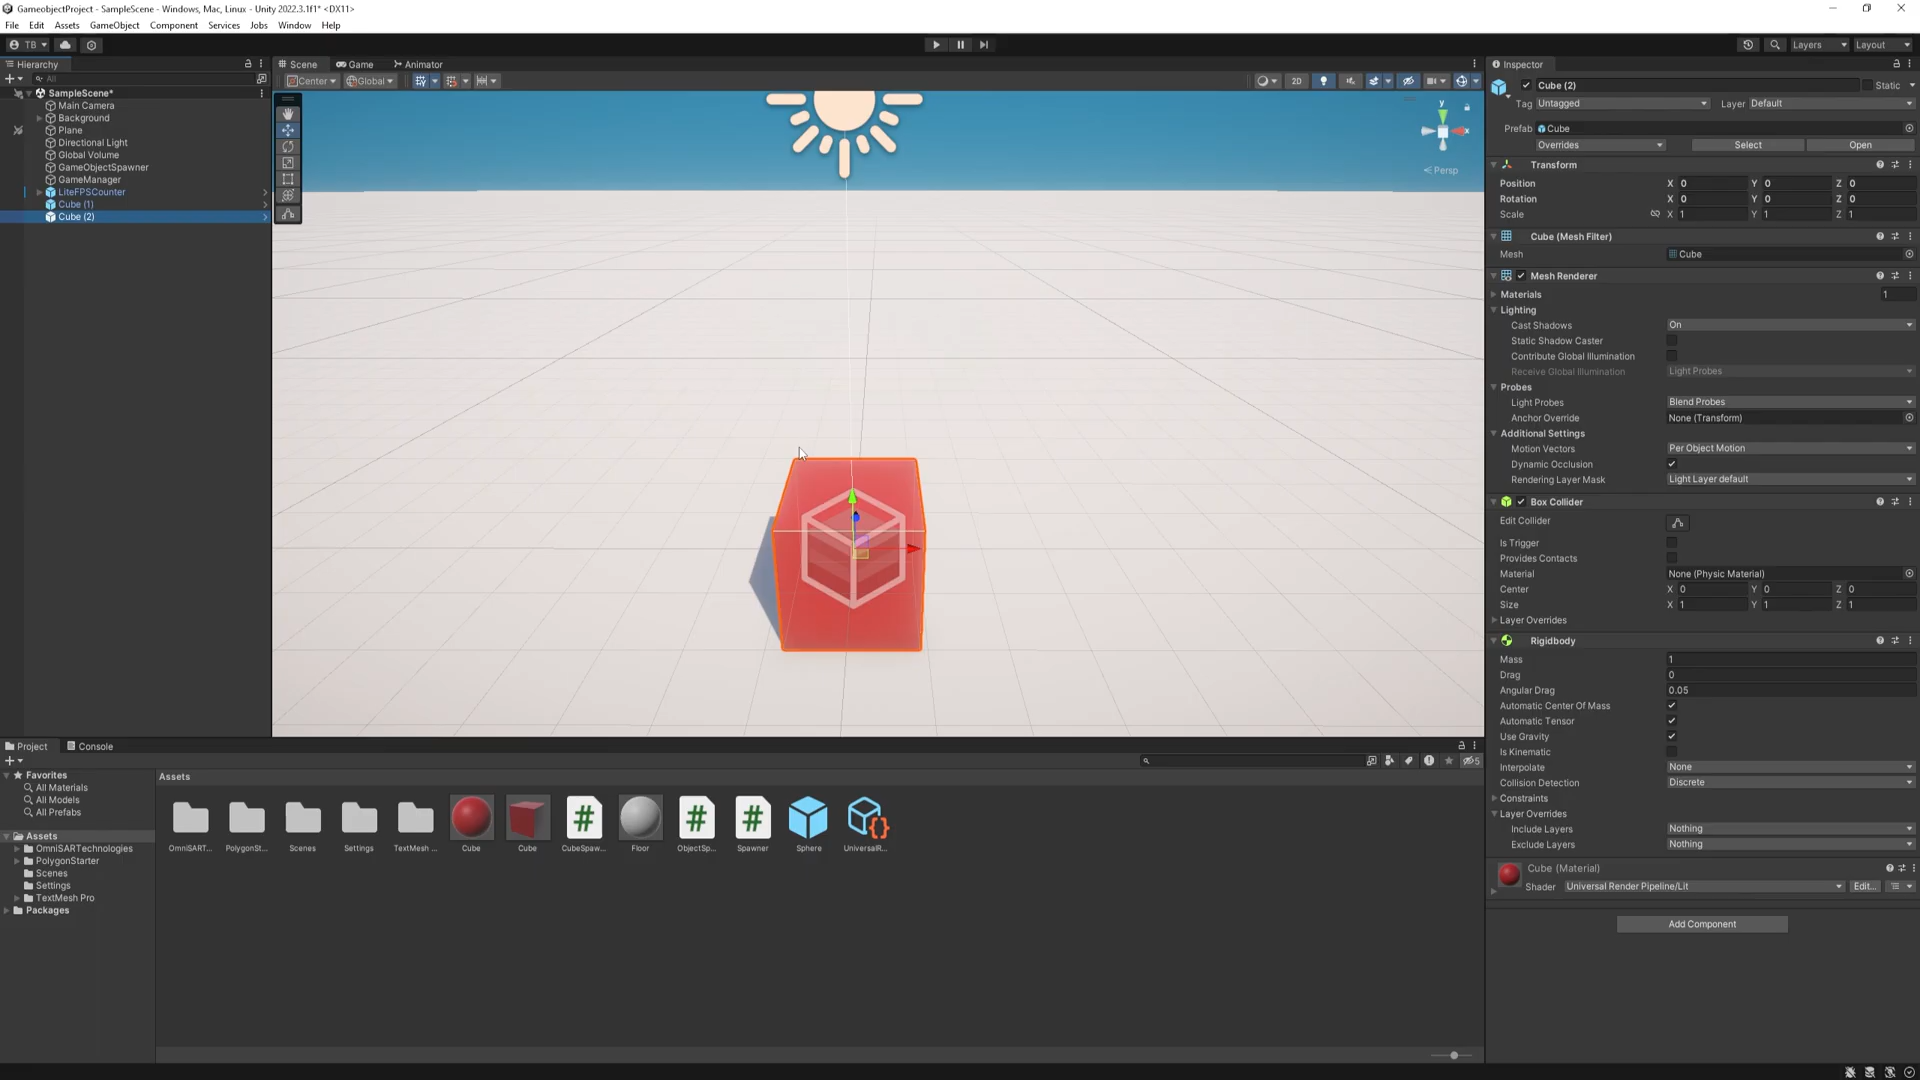 GameobjectProject - SampleScene - Windows, Mac, Linux - Unity 2022.3.1f1* <DX11>
File Edit Assets GameObject Component Services Jobs Window Help
TB Layers Layout
Hierarchy
All
SampleScene*
Main Camera
Background
Plane
Directional Light
Global Volume
GameObjectSpawner
GameManager
LiteFPSCounter
Cube (1)
Cube (2)
Scene Game Animator
Center Global 2D
y
x
Persp
Inspector
Cube (2) Static
Tag Untagged Layer Default
Prefab Cube
Overrides Select Open
Transform
Position X 0 Y 0 Z 0
Rotation X 0 Y 0 Z 0
Scale X 1 Y 1 Z 1
Cube (Mesh Filter)
Mesh Cube
Mesh Renderer
Materials 1
Lighting
Cast Shadows On
Static Shadow Caster
Contribute Global Illumination
Receive Global Illumination Light Probes
Probes
Light Probes Blend Probes
Anchor Override None (Transform)
Additional Settings
Motion Vectors Per Object Motion
Dynamic Occlusion
Rendering Layer Mask Light Layer default
Box Collider
Edit Collider
Is Trigger
Provides Contacts
Material None (Physic Material)
Center X 0 Y 0 Z 0
Size X 1 Y 1 Z 1
Layer Overrides
Rigidbody
Mass 1
Drag 0
Angular Drag 0.05
Automatic Center Of Mass
Automatic Tensor
Use Gravity
Is Kinematic
Interpolate None
Collision Detection Discrete
Constraints
Layer Overrides
Include Layers Nothing
Exclude Layers Nothing
Cube (Material)
Shader Universal Render Pipeline/Lit Edit...
Add Component
Project Console
5
Favorites
All Materials
All Models
All Prefabs
Assets
OmniSARTechnologies
PolygonStarter
Scenes
Settings
TextMesh Pro
Packages
Assets
OmniSART... PolygonSt... Scenes Settings TextMesh ... Cube Cube CubeSpaw... Floor ObjectSp... Spawner Sphere UniversalR...